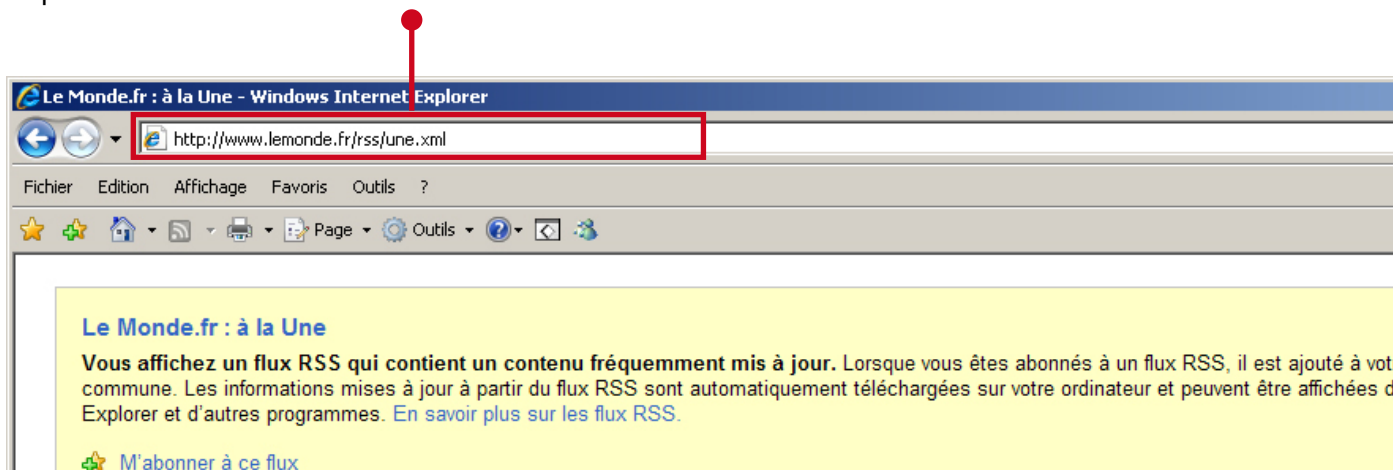 Le Monde.fr : à la Une - Windows Internet Explorer
http://www.lemonde.fr/rss/une.xml
Fichier Edition Affichage Favoris Outils ?
Page Outils
Le Monde.fr : à la Une
Vous affichez un flux RSS qui contient un contenu fréquemment mis à jour. Lorsque vous êtes abonnés à un flux RSS, il est ajouté à vot
commune. Les informations mises à jour à partir du flux RSS sont automatiquement téléchargées sur votre ordinateur et peuvent être affichées d
Explorer et d'autres programmes. En savoir plus sur les flux RSS.
M'abonner à ce flux